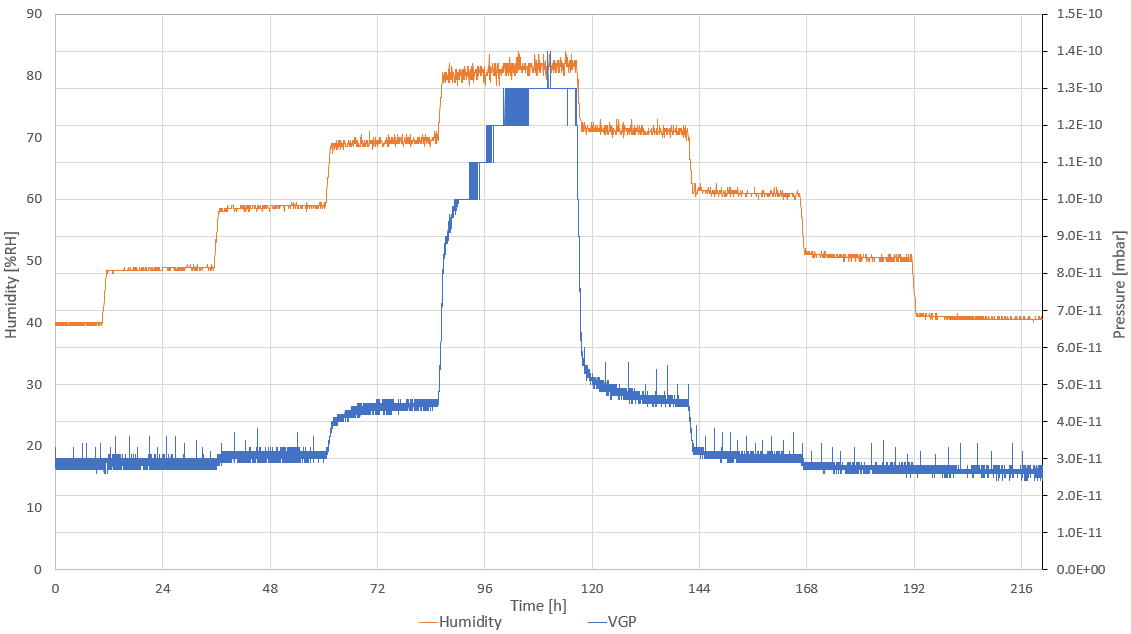 90
80
70
60
50
40
30
20
10
0
Humidity [%RH]
1.5E-10
1.4E-10
1.3E-10
1.2E-10
1.1E-10
1.0E-10
9.0E-11
8.0E-11
7.0E-11
6.0E-11
5.0E-11
4.0E-11
3.0E-11
2.0E-11
1.0E-11
0.0E+00
Pressure [mbar]
0 24 48 72 96 120 144 168 192 216
Time [h]
Humidity VGP